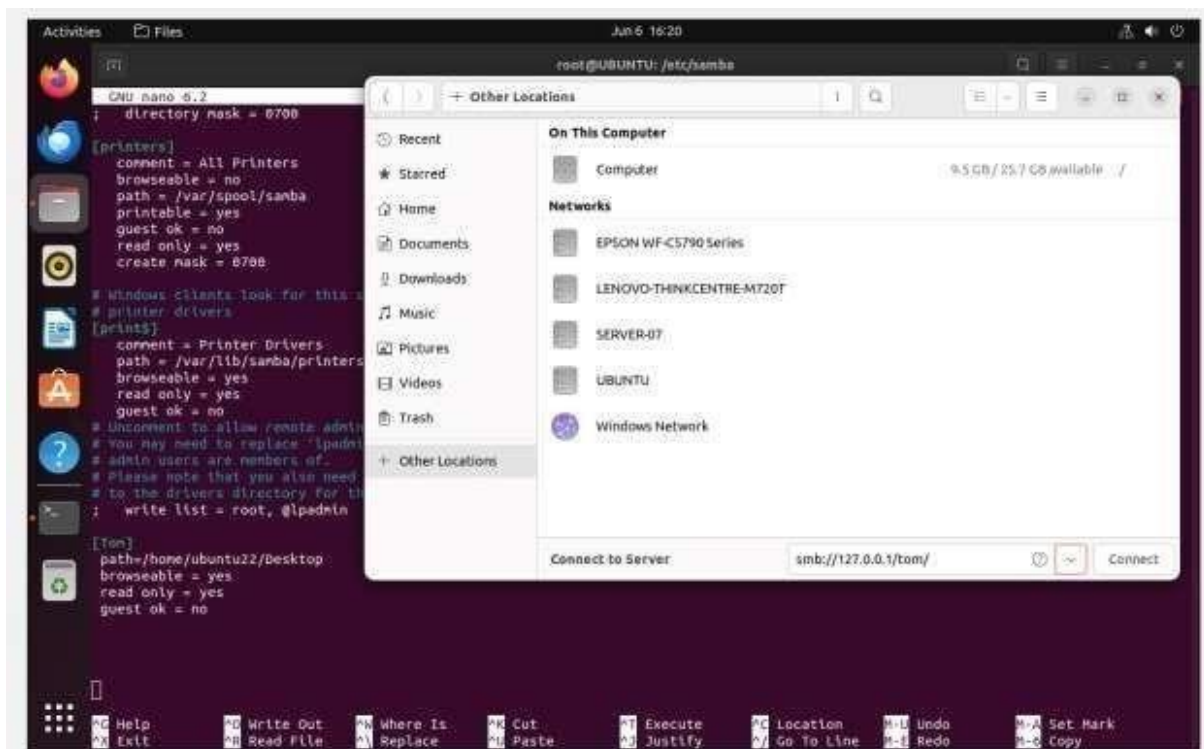 Activities Files Jun 6 16:20
root@UBUNTU: /etc/samba
GNU nano 6.2
; directory mask = 0700
[printers]
comment = All Printers
browseable = no
path = /var/spool/samba
printable = yes
guest ok = no
read only = yes
create mask = 0700
# Windows clients look for this s
# printer drivers
[print$]
comment = Printer Drivers
path = /var/lib/samba/printers
browseable = yes
read only = yes
guest ok = no
# Uncomment to allow remote admin
# You may need to replace 'lpadmi
# admin users are members of.
# Please note that you also need
# to the drivers directory for th
; write list = root, @lpadmin
[Tom]
path=/home/ubuntu22/Desktop
browseable = yes
read only = yes
guest ok = no
+ Other Locations
Recent
Starred
Home
Documents
Downloads
Music
Pictures
Videos
Trash
+ Other Locations
On This Computer
Computer 9.5 GB / 25.7 GB available /
Networks
EPSON WF-C5790 Series
LENOVO-THINKCENTRE-M720T
SERVER-07
UBUNTU
Windows Network
Connect to Server smb://127.0.0.1/tom/ Connect
^G Help ^O Write Out ^W Where Is ^K Cut ^T Execute ^C Location M-U Undo M-A Set Mark
^X Exit ^R Read File ^\ Replace ^U Paste ^J Justify ^/ Go To Line M-E Redo M-6 Copy